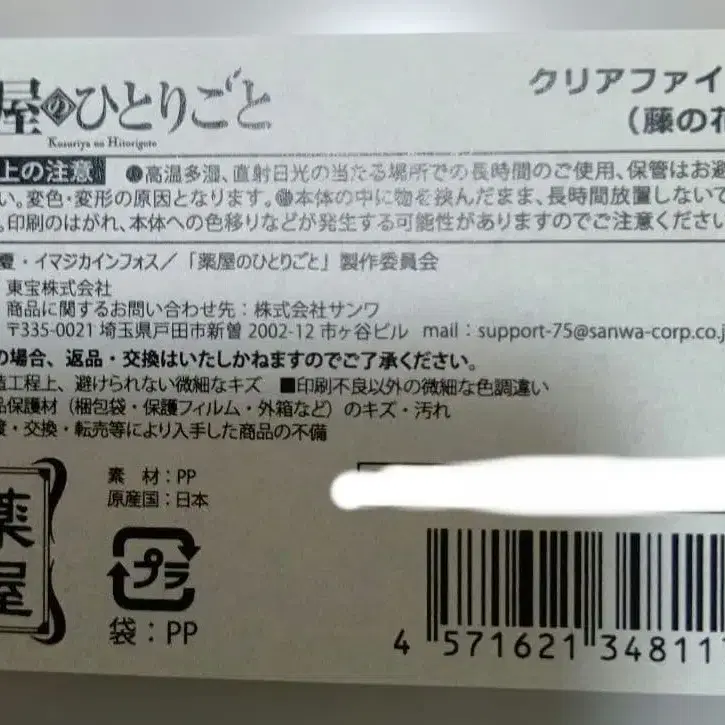 屋のひとりごと
Kusuriya no Hitorigoto
クリアファイ
（藤の花
上の注意 ●高温多湿、直射日光の当たる場所での長時間のご使用、保管はお避
い。変色・変形の原因となります。●本体の中に物を挟んだまま、長時間放置しないで
。印刷のはがれ、本体への色移りなどが発生する可能性がありますのでご注意ください
夏・イマジカインフォス／「薬屋のひとりごと」製作委員会
東宝株式会社
商品に関するお問い合わせ先：株式会社サンワ
〒335-0021 埼玉県戸田市新曽 2002-12 市ヶ谷ビル mail：support-75@sanwa-corp.co.j
の場合、返品・交換はいたしかねますのでご了承ください。
造工程上、避けられない微細なキズ ■印刷不良以外の微細な色調違い
品保護材（梱包袋・保護フィルム・外箱など）のキズ・汚れ
・交換・転売等により入手した商品の不備
素 材：PP
原産国：日本
薬屋
プラ
袋：PP
4 571621 34811